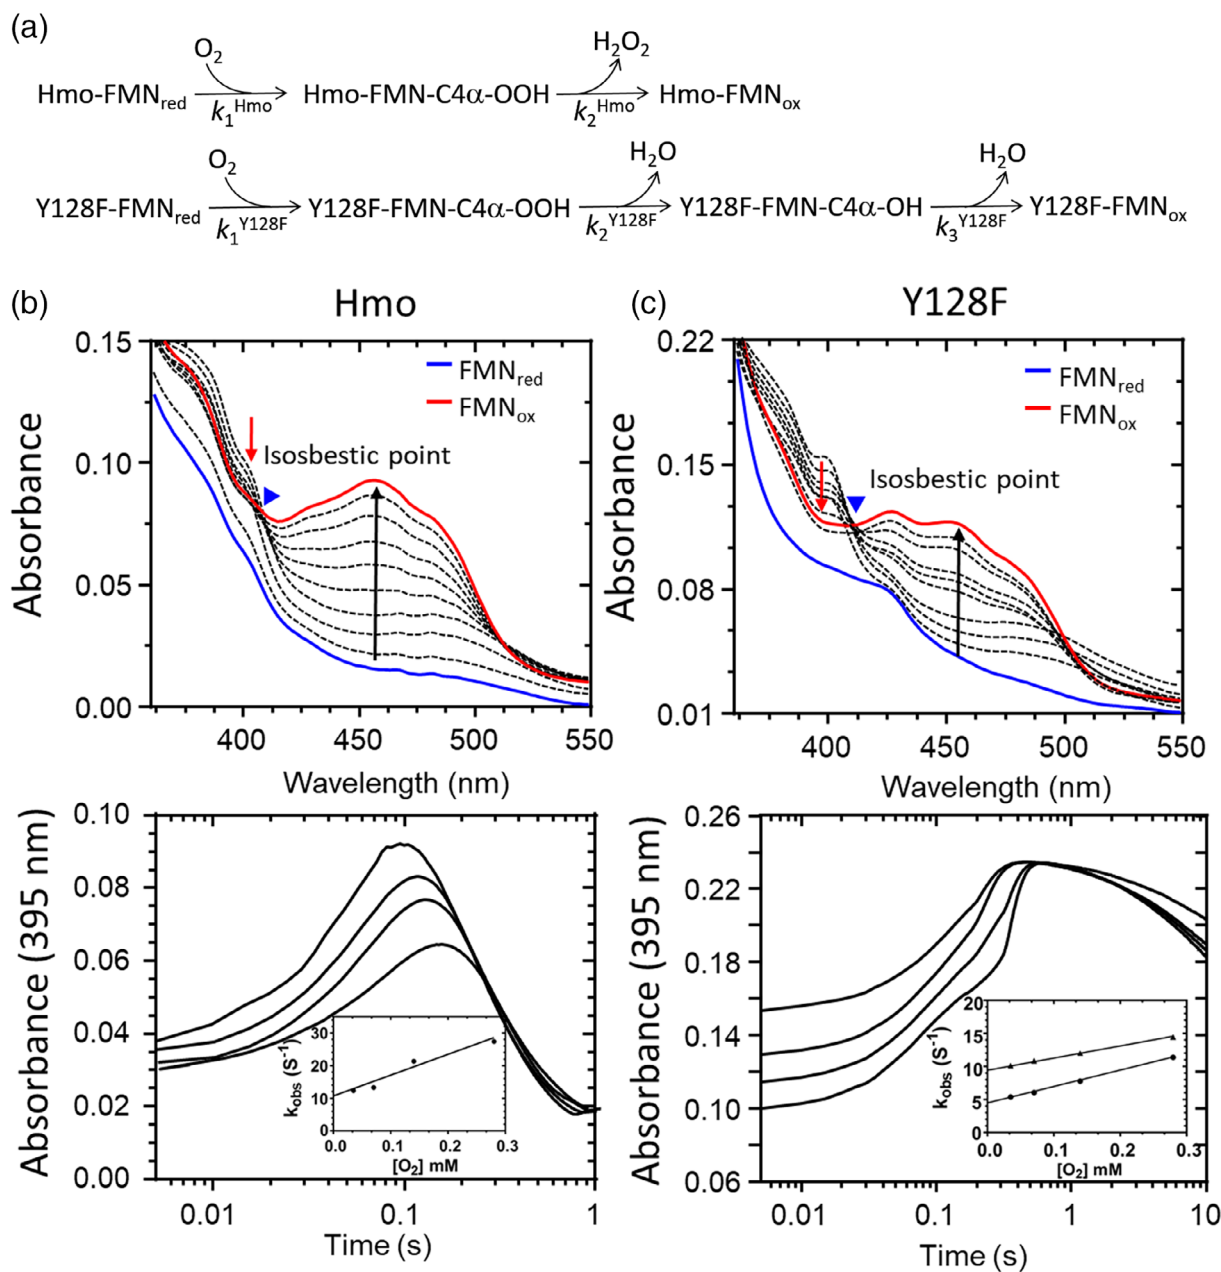 (a)
O2 H2O2
Hmo-FMNred Hmo-FMN-C4α-OOH Hmo-FMNox
k1Hmo k2Hmo
O2 H2O H2O
Y128F-FMNred Y128F-FMN-C4α-OOH Y128F-FMN-C4α-OH Y128F-FMNox
k1Y128F k2Y128F k3Y128F
(b) Hmo
0.15
0.10
0.05
0.00
Absorbance
FMNred
FMNox
Isosbestic point
400 450 500 550
Wavelength (nm)
(c) Y128F
0.22
0.15
0.08
0.01
Absorbance
FMNred
FMNox
Isosbestic point
400 450 500 550
Wavelength (nm)
0.10
0.08
0.06
0.04
0.02
0.00
Absorbance (395 nm)
0.01 0.1 1
Time (s)
kobs (S-1)
30
20
10
0
0.0 0.1 0.2 0.3
[O2] mM
0.26
0.22
0.18
0.14
0.10
0.06
Absorbance (395 nm)
0.01 0.1 1 10
Time (s)
kobs (S-1)
20
15
10
5
0
0.0 0.1 0.2 0.3
[O2] mM